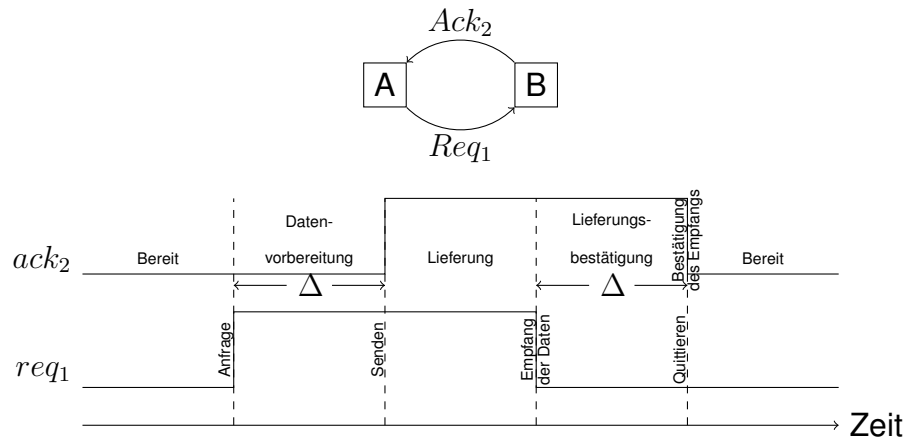 Ack2
A
B
Req1
Daten-
vorbereitung
Lieferungs-
bestätigung
Bestätigung
des Empfangs
ack2
Bereit
Lieferung
Bereit
Δ
Δ
req1
Anfrage
Senden
Empfang
der Daten
Quittieren
Zeit